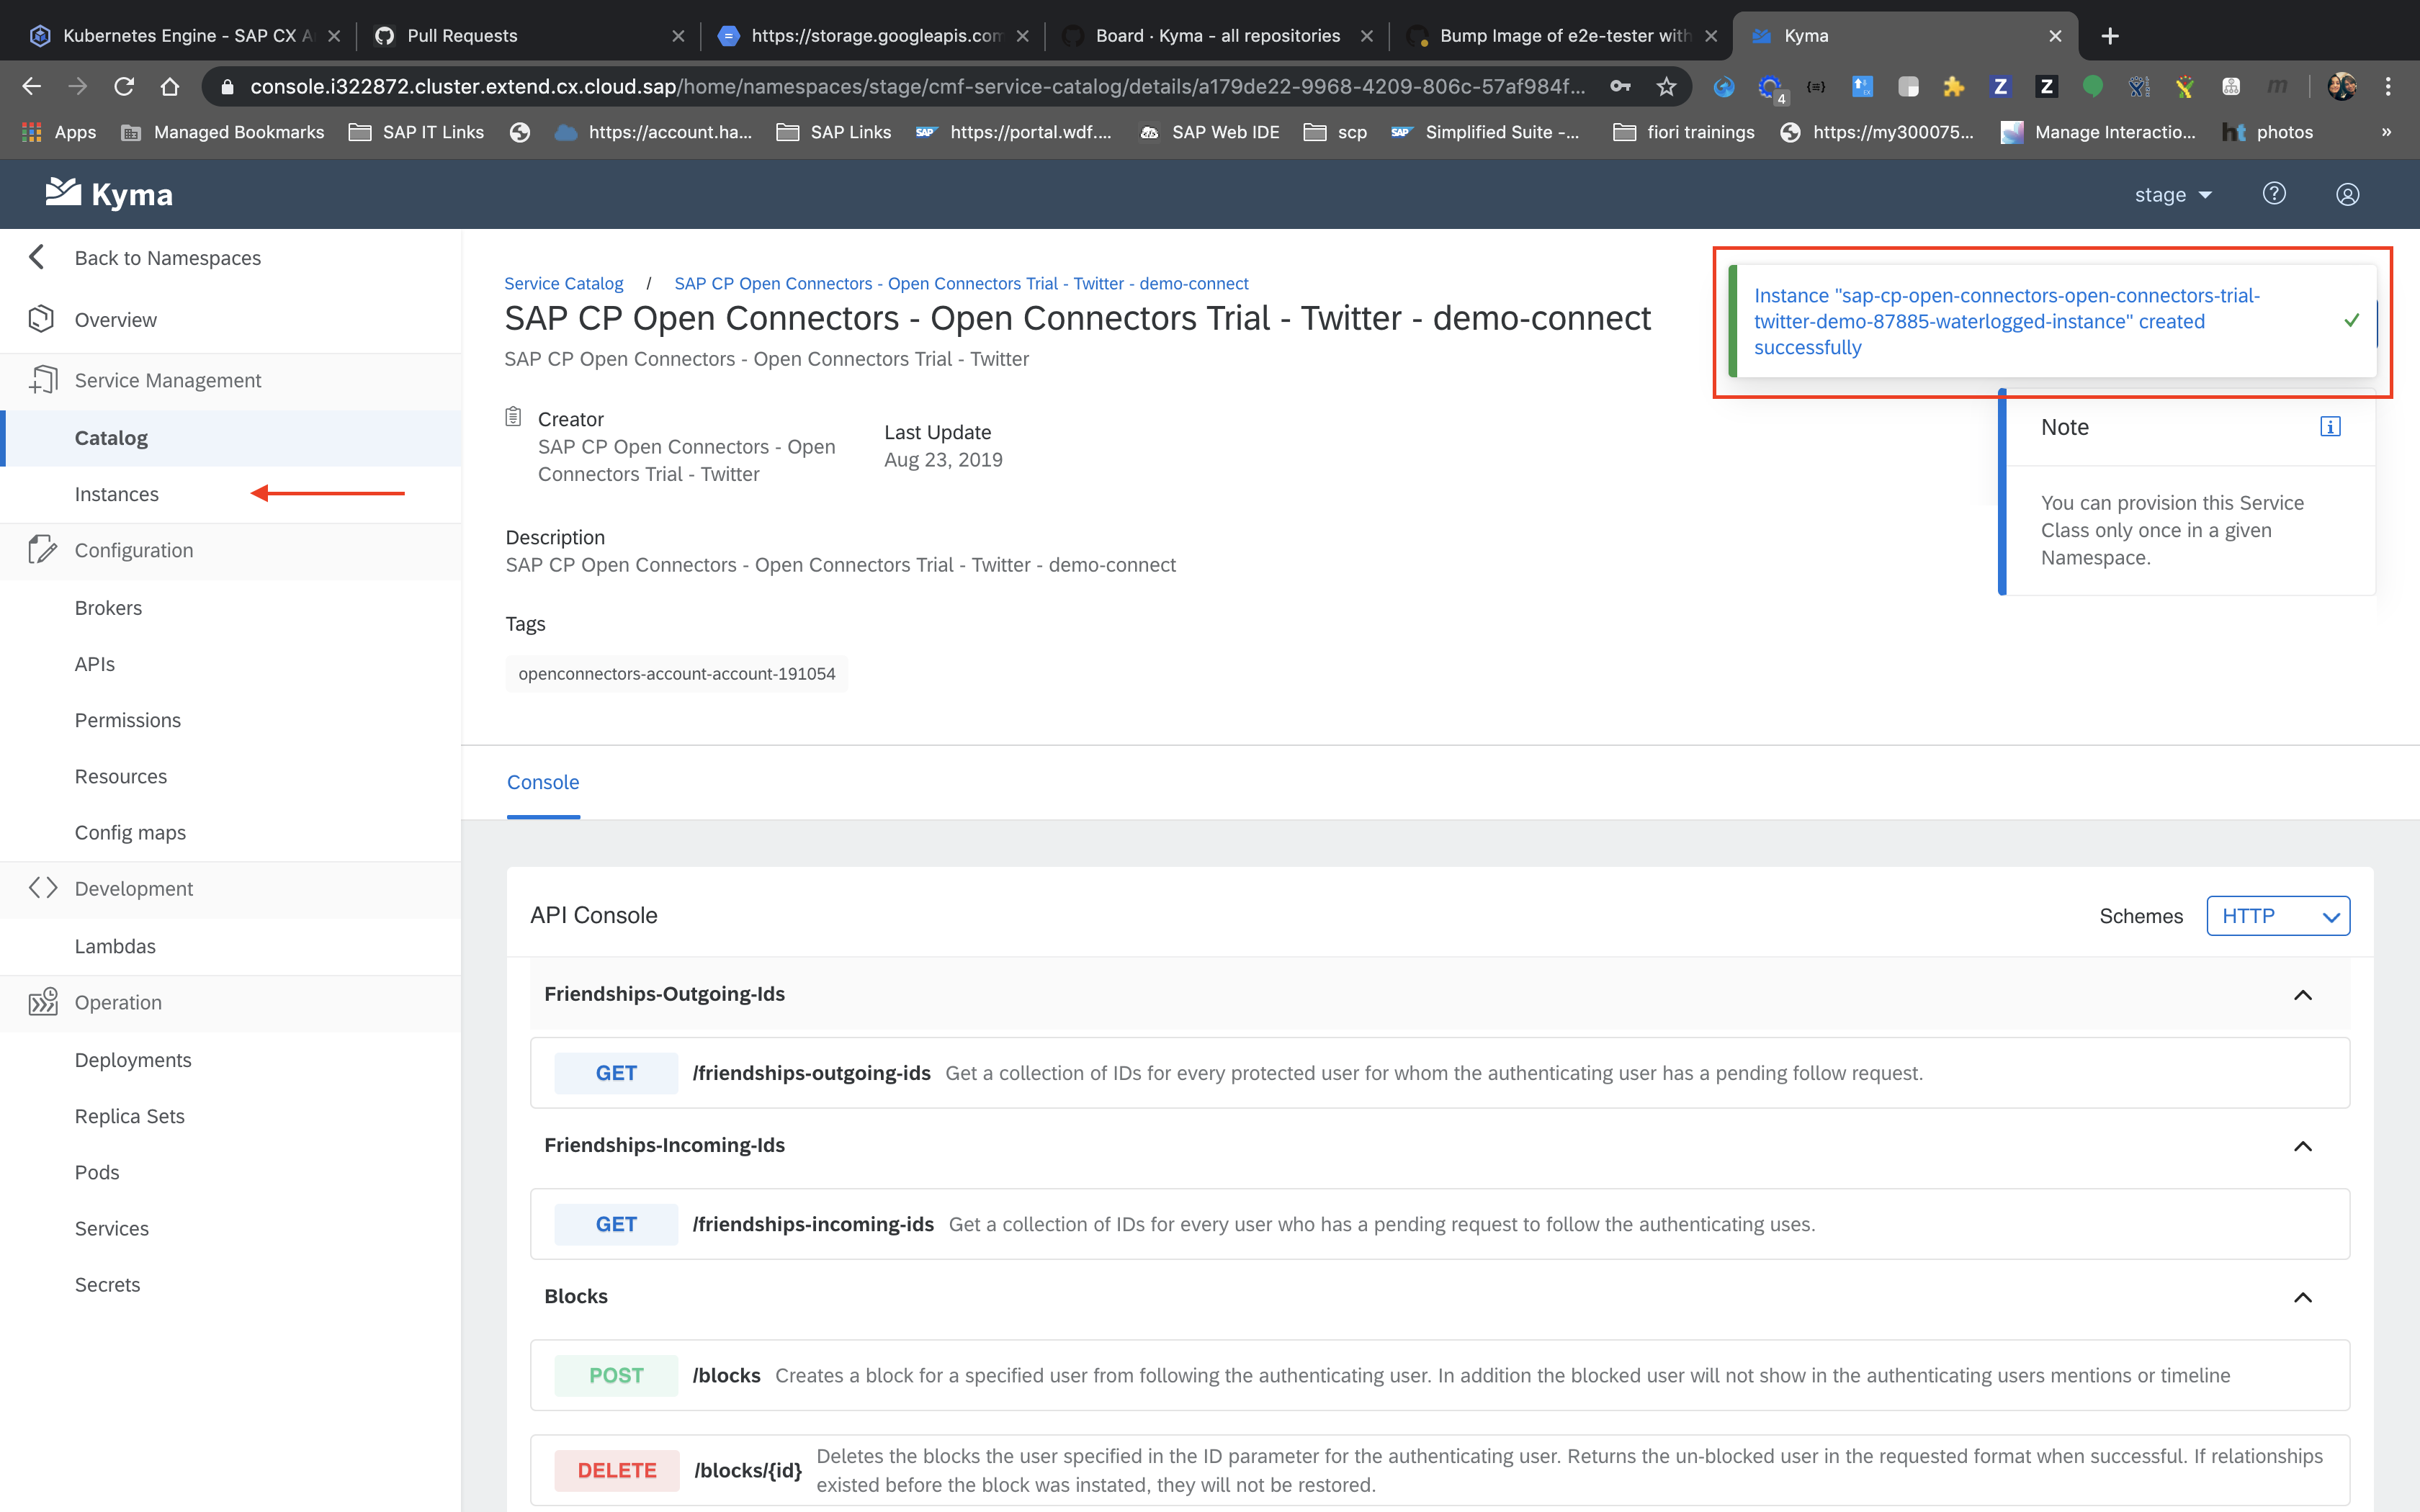 Kubernetes Engine - SAP CX A
Pull Requests
https://storage.googleapis.com
Board · Kyma - all repositories
Bump Image of e2e-tester with
Kyma
console.i322872.cluster.extend.cx.cloud.sap/home/namespaces/stage/cmf-service-catalog/details/a179de22-9968-4209-806c-57af984f...
4
Apps
Managed Bookmarks
SAP IT Links
https://account.ha...
SAP Links
SAP
https://portal.wdf....
SAP Web IDE
scp
SAP
Simplified Suite -...
fiori trainings
https://my300075...
Manage Interactio...
ht
photos
»
Kyma
stage
Back to Namespaces
Overview
Service Management
Catalog
Instances
Configuration
Brokers
APIs
Permissions
Resources
Config maps
Development
Lambdas
Operation
Deployments
Replica Sets
Pods
Services
Secrets
Service Catalog / SAP CP Open Connectors - Open Connectors Trial - Twitter - demo-connect
SAP CP Open Connectors - Open Connectors Trial - Twitter - demo-connect
SAP CP Open Connectors - Open Connectors Trial - Twitter
Instance "sap-cp-open-connectors-open-connectors-trial-
twitter-demo-87885-waterlogged-instance" created
successfully
Creator
SAP CP Open Connectors - Open
Connectors Trial - Twitter
Last Update
Aug 23, 2019
Note
You can provision this Service
Class only once in a given
Namespace.
Description
SAP CP Open Connectors - Open Connectors Trial - Twitter - demo-connect
Tags
openconnectors-account-account-191054
Console
API Console
Schemes
HTTP
Friendships-Outgoing-Ids
GET /friendships-outgoing-ids Get a collection of IDs for every protected user for whom the authenticating user has a pending follow request.
Friendships-Incoming-Ids
GET /friendships-incoming-ids Get a collection of IDs for every user who has a pending request to follow the authenticating uses.
Blocks
POST /blocks Creates a block for a specified user from following the authenticating user. In addition the blocked user will not show in the authenticating users mentions or timeline
DELETE /blocks/{id} Deletes the blocks the user specified in the ID parameter for the authenticating user. Returns the un-blocked user in the requested format when successful. If relationships
existed before the block was instated, they will not be restored.